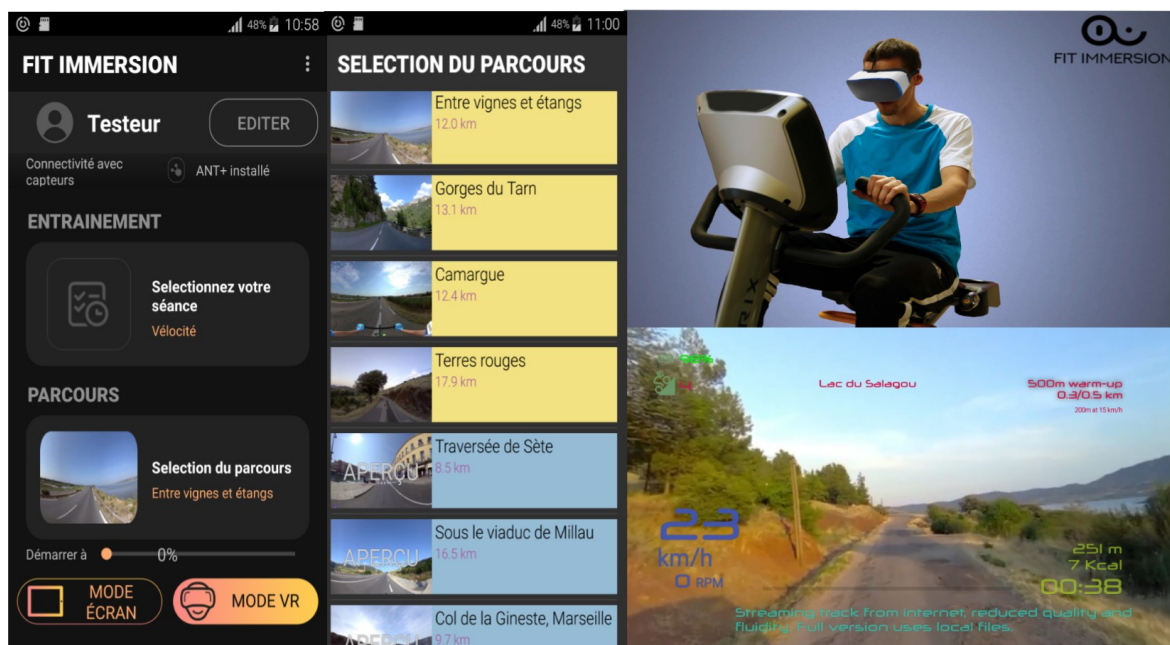 48% 10:58
FIT IMMERSION
Testeur
EDITER
Connectivité avec
capteurs
ANT+ installé
ENTRAINEMENT
Selectionnez votre
séance
Vélocité
PARCOURS
Selection du parcours
Entre vignes et étangs
Démarrer à
0%
MODE
ÉCRAN
MODE VR
48% 11:00
SELECTION DU PARCOURS
Entre vignes et étangs
12.0 km
Gorges du Tarn
13.1 km
Camargue
12.4 km
Terres rouges
17.9 km
APERÇU
Traversée de Sète
8.5 km
APERÇU
Sous le viaduc de Millau
16.5 km
APERÇU
Col de la Gineste, Marseille
9.7 km
FIT IMMERSION
RIX
Lac du Salagou
500m warm-up
0.3/0.5 km
200m at 15 km/h
23
km/h
0 RPM
251 m
7 Kcal
00:38
Streaming track from internet, reduced quality and
fluidity. Full version uses local files.